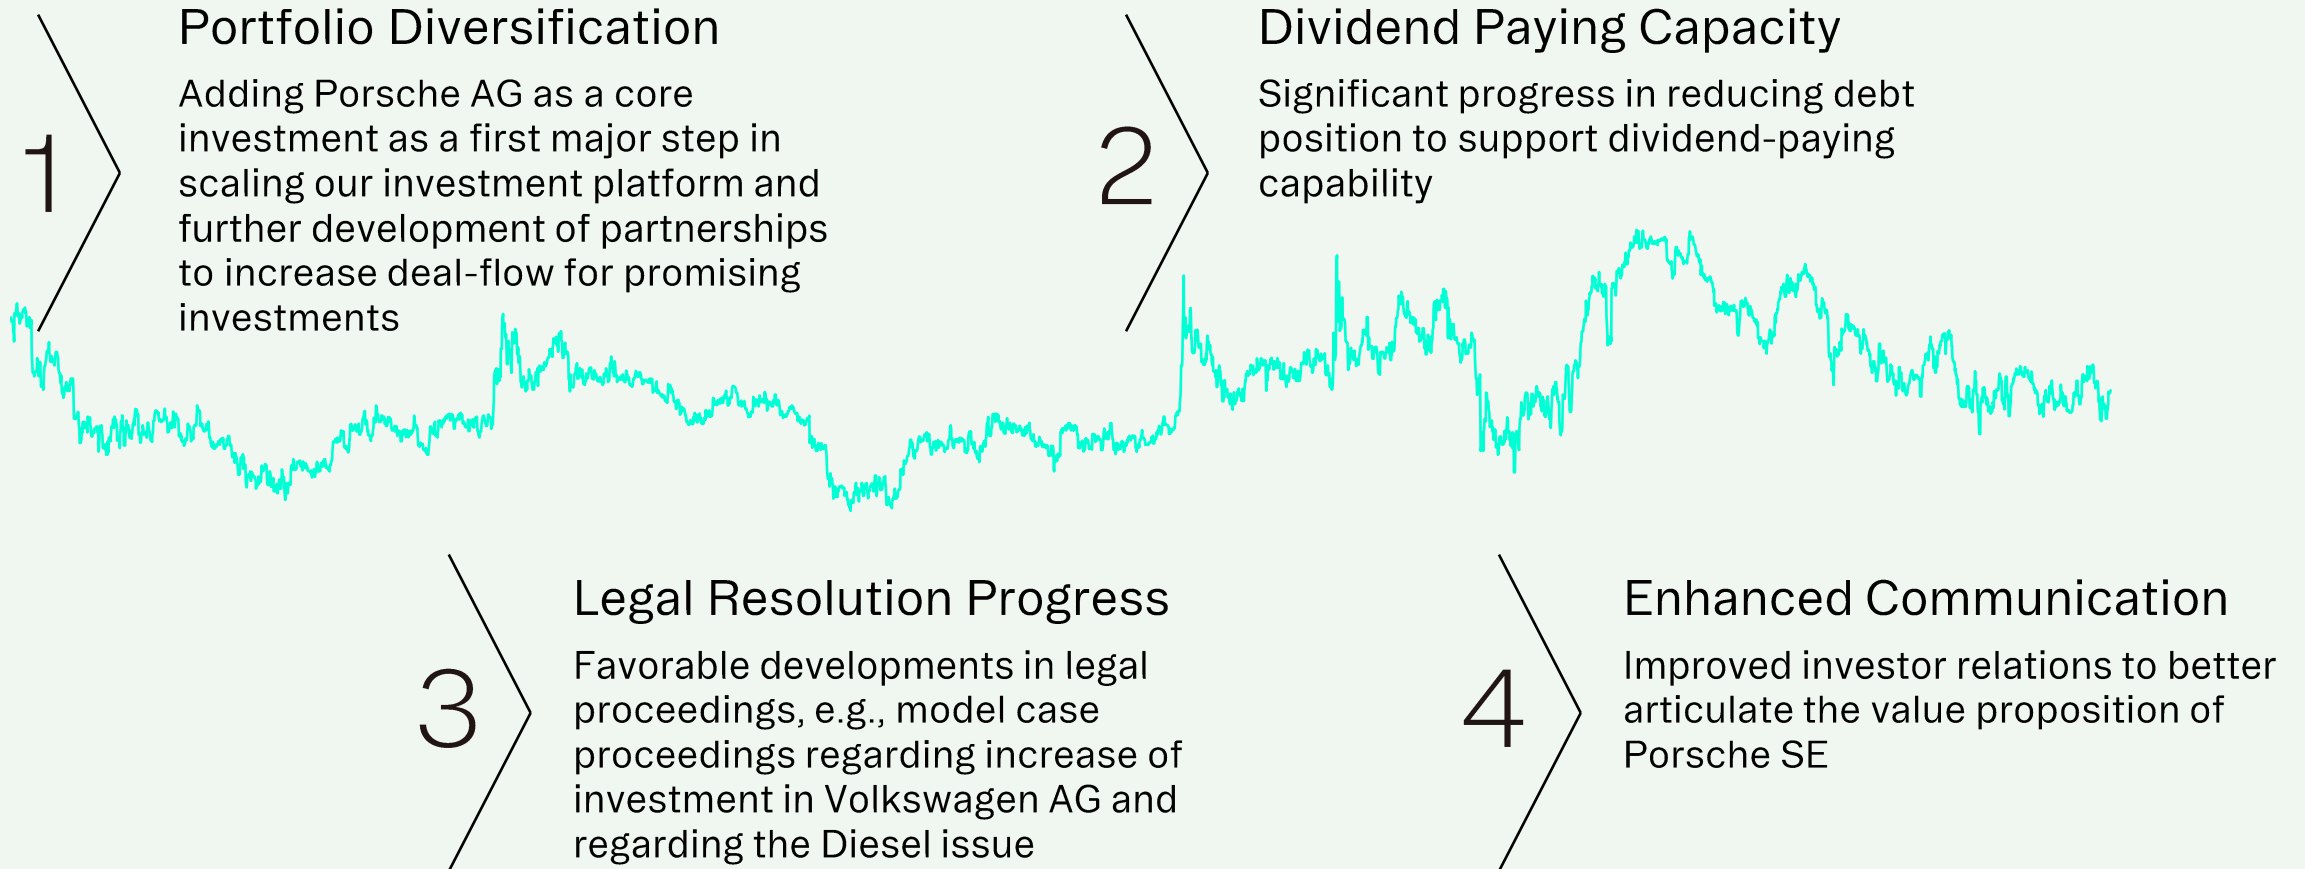 1
Portfolio Diversification
Adding Porsche AG as a core
investment as a first major step in
scaling our investment platform and
further development of partnerships
to increase deal-flow for promising
investments
2
Dividend Paying Capacity
Significant progress in reducing debt
position to support dividend-paying
capability
3
Legal Resolution Progress
Favorable developments in legal
proceedings, e.g., model case
proceedings regarding increase of
investment in Volkswagen AG and
regarding the Diesel issue
4
Enhanced Communication
Improved investor relations to better
articulate the value proposition of
Porsche SE